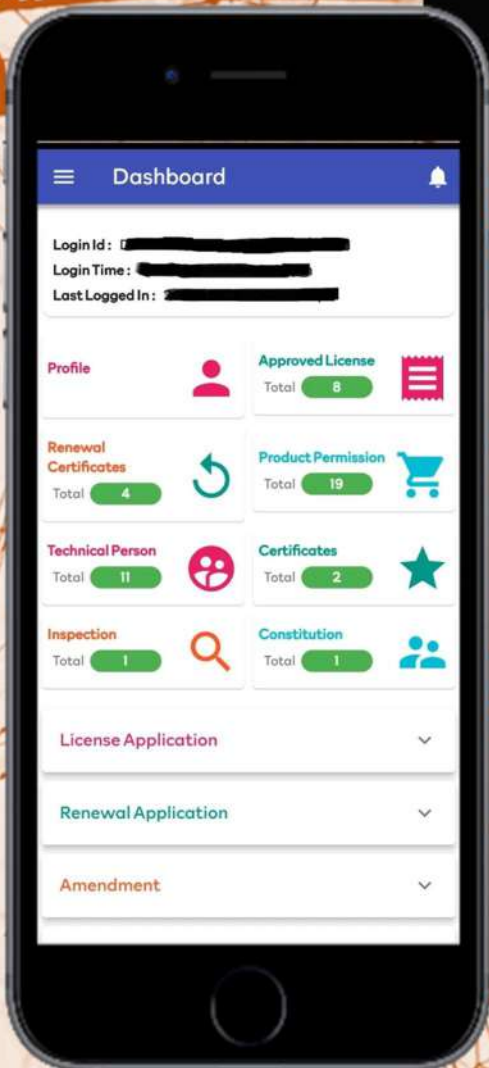 Dashboard
Login Id :
Login Time :
Last Logged In :
Profile
Approved License
Total 8
Renewal
Certificates
Total 4
Product Permission
Total 19
Technical Person
Total 11
Certificates
Total 2
Inspection
Total 1
Constitution
Total 1
License Application
Renewal Application
Amendment